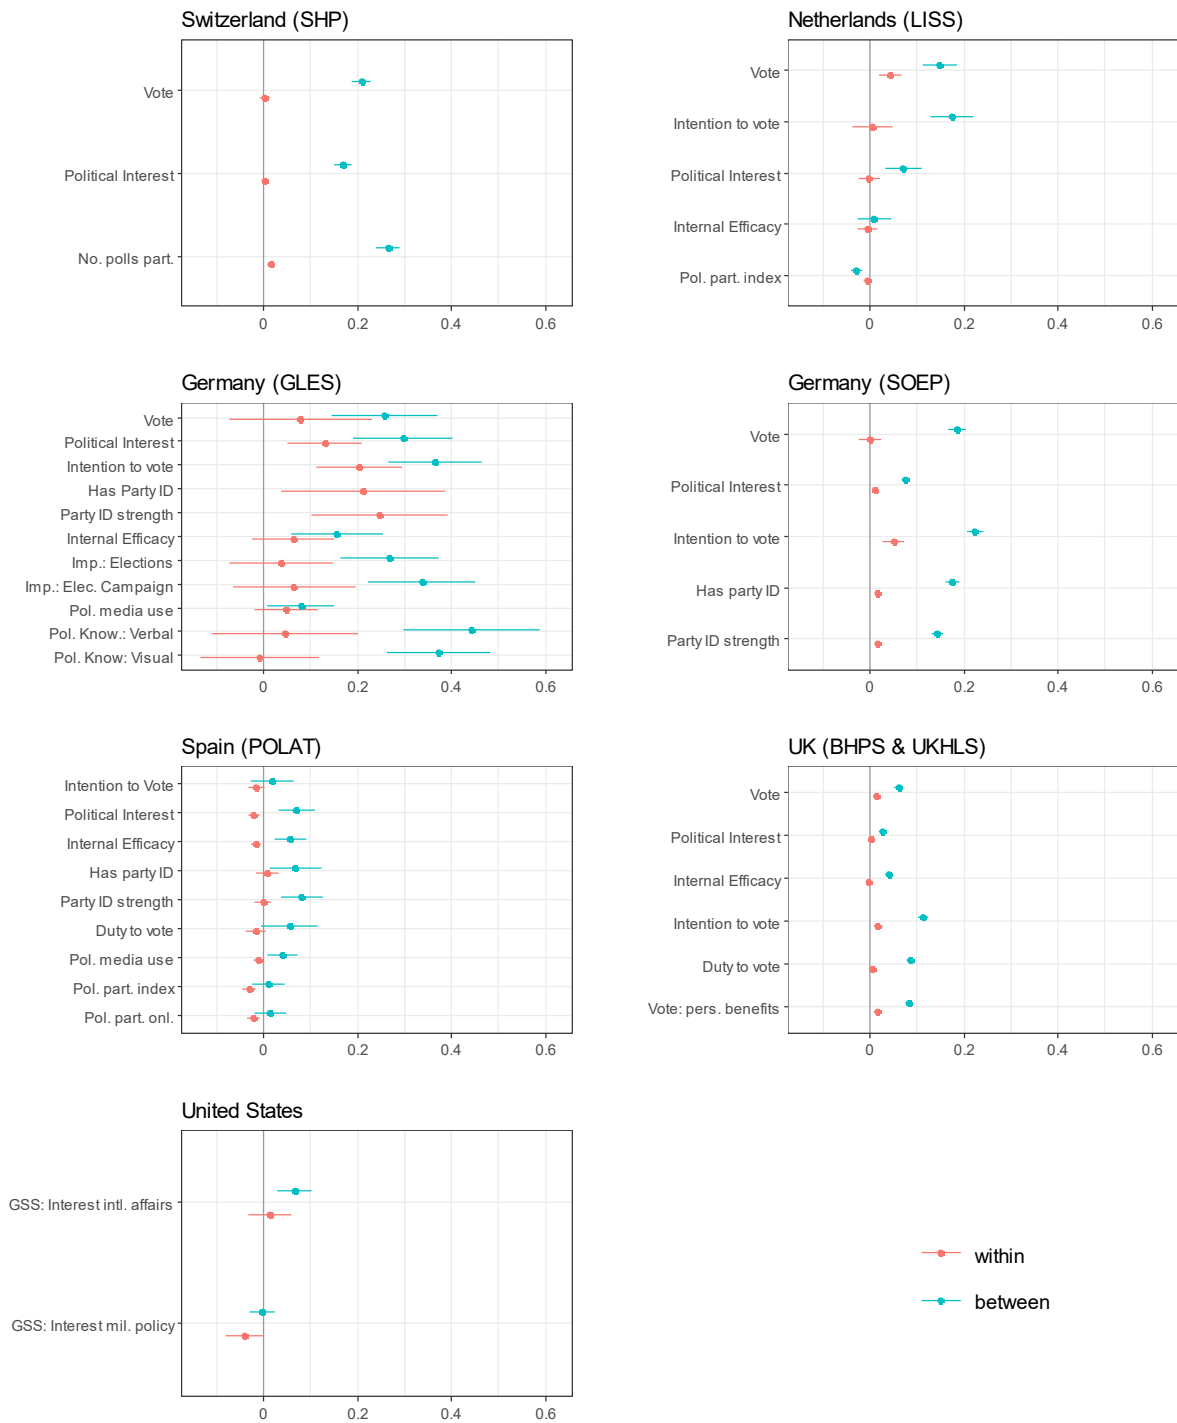 Switzerland (SHP)
Vote
Political Interest
No. polls part.
0 0.2 0.4 0.6
Netherlands (LISS)
Vote
Intention to vote
Political Interest
Internal Efficacy
Pol. part. index
0 0.2 0.4 0.6
Germany (GLES)
Vote
Political Interest
Intention to vote
Has Party ID
Party ID strength
Internal Efficacy
Imp.: Elections
Imp.: Elec. Campaign
Pol. media use
Pol. Know.: Verbal
Pol. Know: Visual
0 0.2 0.4 0.6
Germany (SOEP)
Vote
Political Interest
Intention to vote
Has party ID
Party ID strength
0 0.2 0.4 0.6
Spain (POLAT)
Intention to Vote
Political Interest
Internal Efficacy
Has party ID
Party ID strength
Duty to vote
Pol. media use
Pol. part. index
Pol. part. onl.
0 0.2 0.4 0.6
UK (BHPS & UKHLS)
Vote
Political Interest
Internal Efficacy
Intention to vote
Duty to vote
Vote: pers. benefits
0 0.2 0.4 0.6
United States
GSS: Interest intl. affairs
GSS: Interest mil. policy
0 0.2 0.4 0.6
within
between